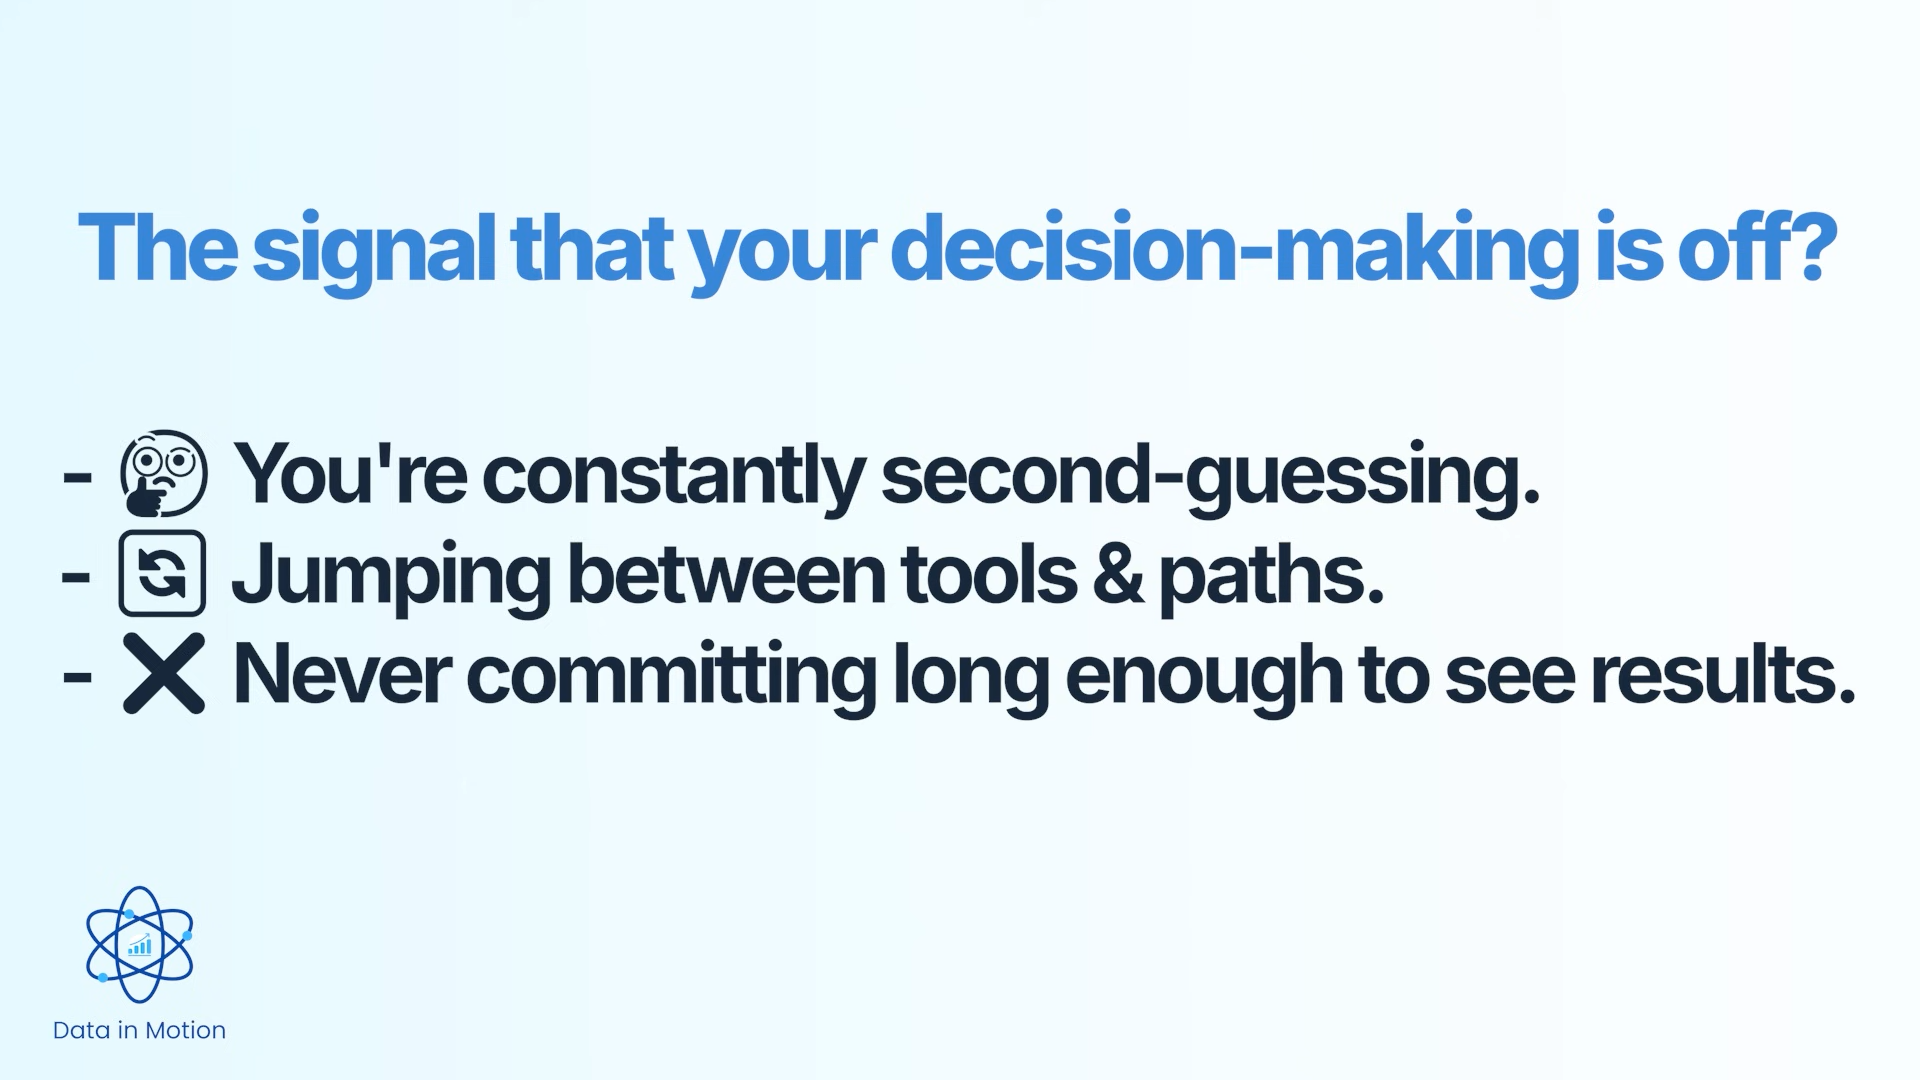 The signal that your decision-making is off?
- 🤔 You're constantly second-guessing.
- 🔄 Jumping between tools & paths.
- ❌ Never committing long enough to see results.
Data in Motion